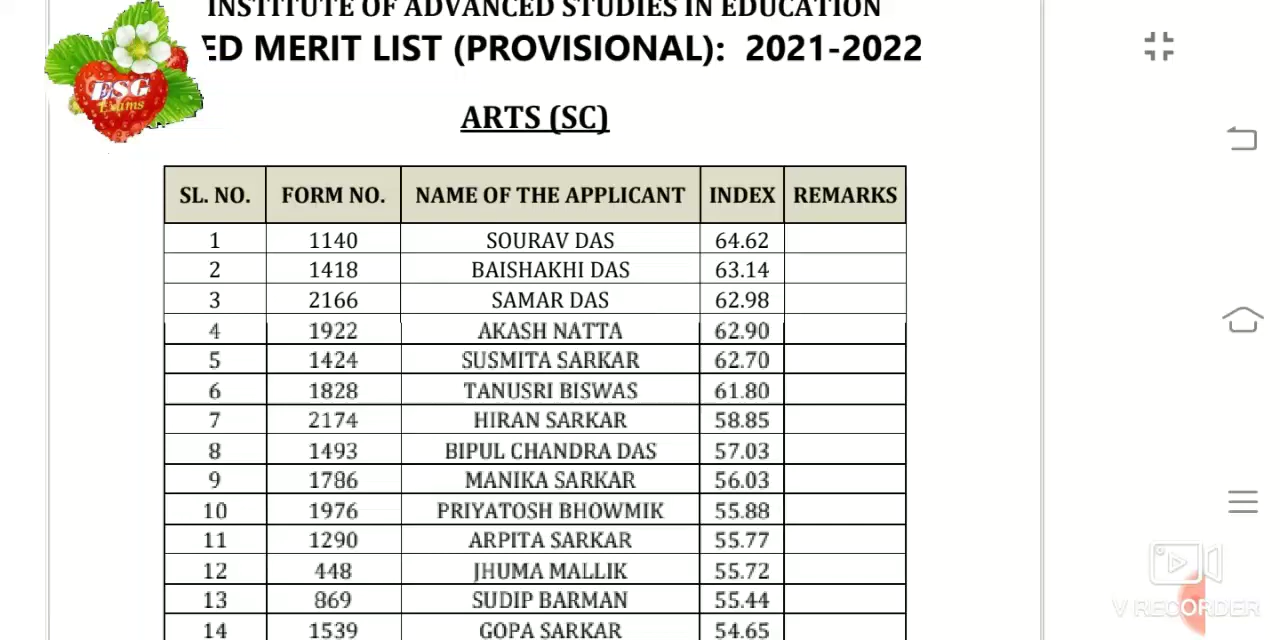 INSTITUTE OF ADVANCED STUDIES IN EDUCATION
ED MERIT LIST (PROVISIONAL): 2021-2022
Exams
ARTS (SC)
SL. NO. FORM NO. NAME OF THE APPLICANT INDEX REMARKS
1 1140 SOURAV DAS 64.62
2 1418 BAISHAKHI DAS 63.14
3 2166 SAMAR DAS 62.98
4 1922 AKASH NATTA 62.90
5 1424 SUSMITA SARKAR 62.70
6 1828 TANUSRI BISWAS 61.80
7 2174 HIRAN SARKAR 58.85
8 1493 BIPUL CHANDRA DAS 57.03
9 1786 MANIKA SARKAR 56.03
10 1976 PRIYATOSH BHOWMIK 55.88
11 1290 ARPITA SARKAR 55.77
12 448 JHUMA MALLIK 55.72
13 869 SUDIP BARMAN 55.44
14 1539 GOPA SARKAR 54.65
V RECORDER